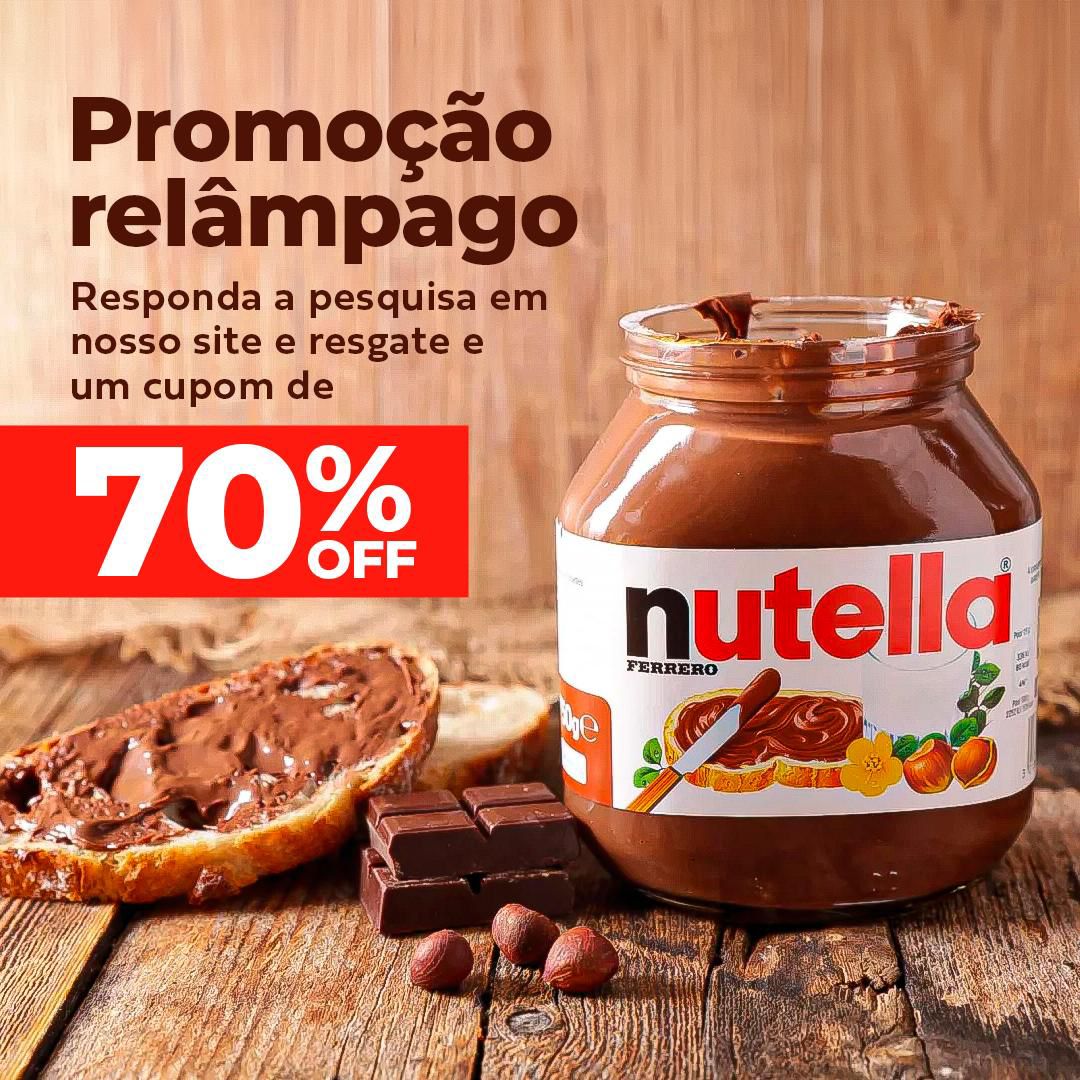 Promoção
relâmpago
Responda a pesquisa em
nosso site e resgate e
um cupom de
70%
OFF
nutella®
FERRERO